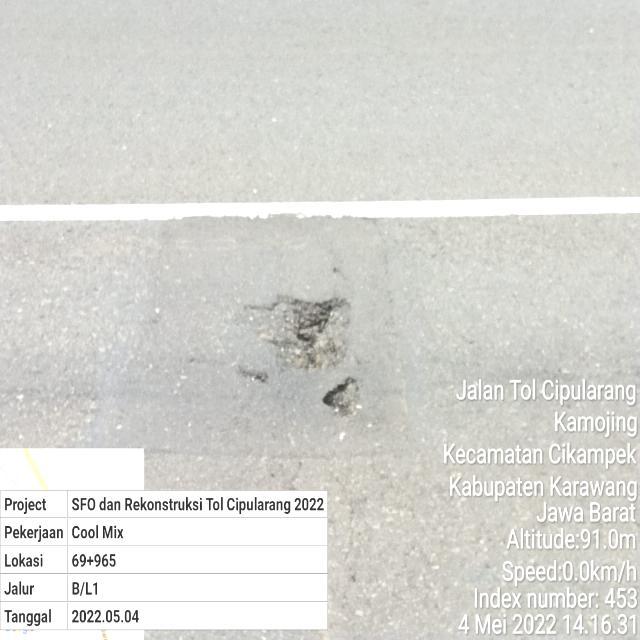 Jalan Tol Cipularang
Kamojing
Kecamatan Cikampek
Kabupaten Karawang
Jawa Barat
Altitude:91.0m
Speed:0.0km/h
Index number: 453
4 Mei 2022 14.16.31
Project SFO dan Rekonstruksi Tol Cipularang 2022
Pekerjaan Cool Mix
Lokasi 69+965
Jalur B/L1
Tanggal 2022.05.04